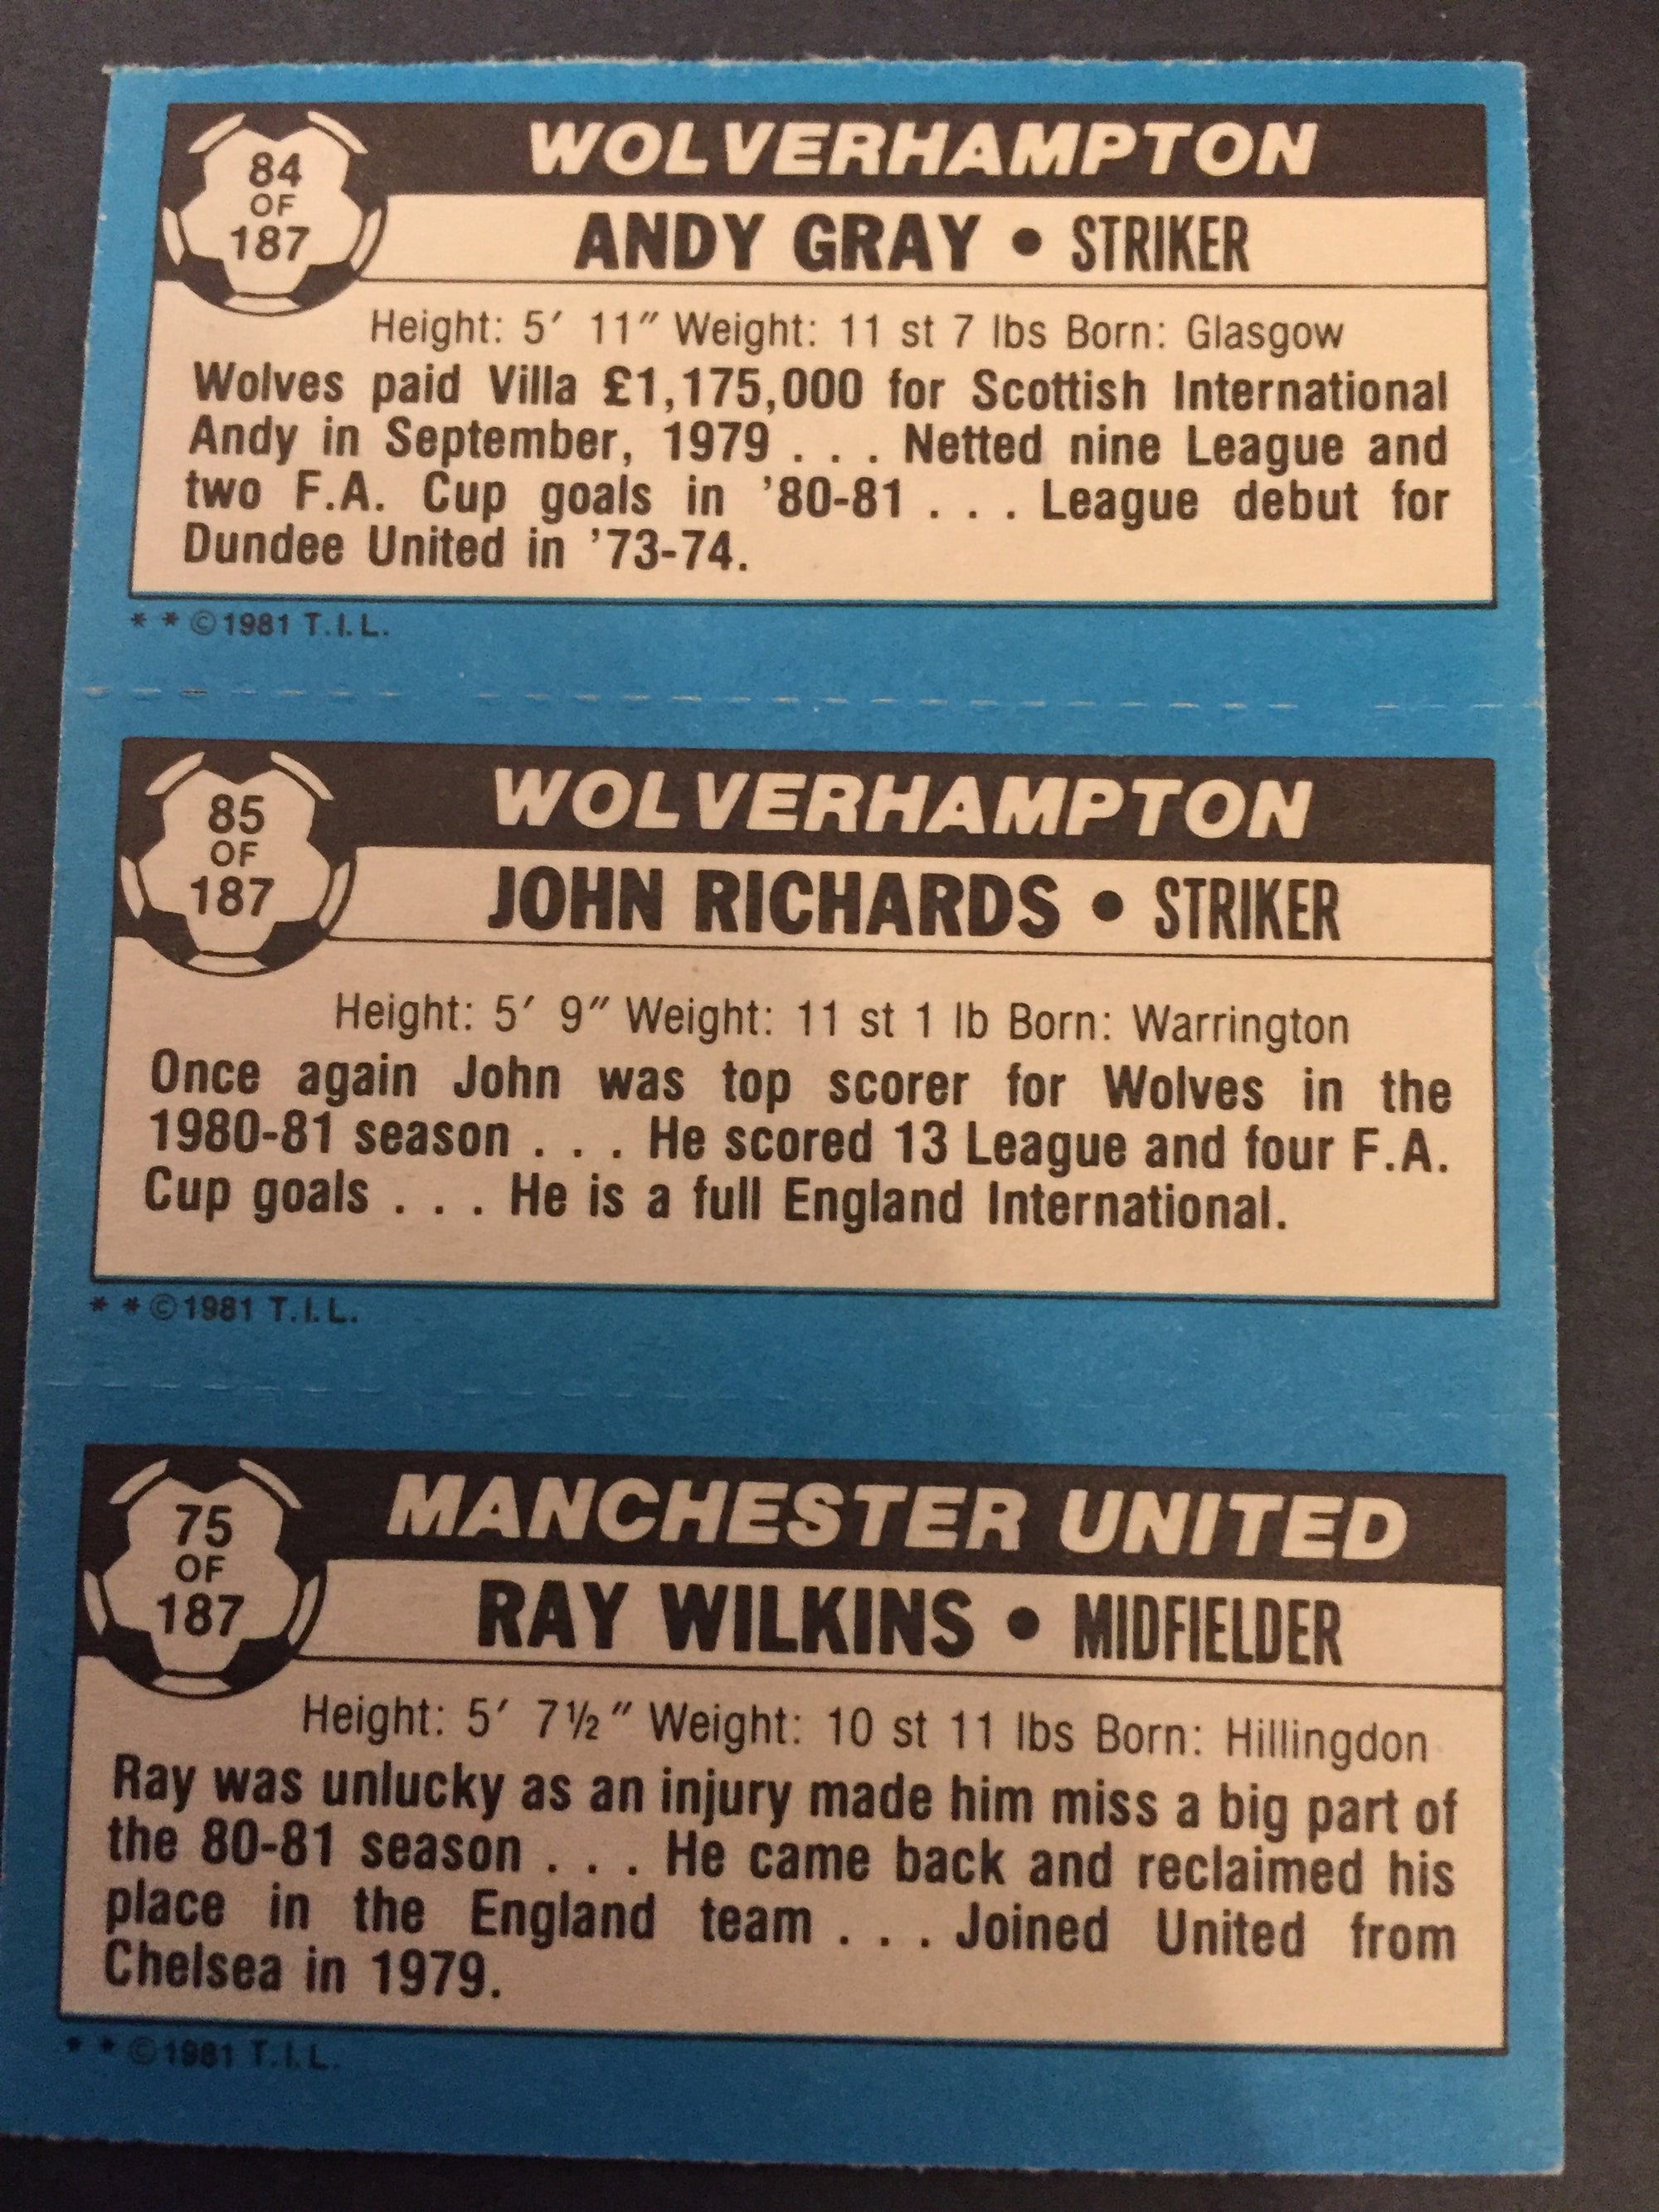 84
OF
187
WOLVERHAMPTON
ANDY GRAY • STRIKER
Height: 5′ 11″ Weight: 11 st 7 lbs Born: Glasgow
Wolves paid Villa £1,175,000 for Scottish International
Andy in September, 1979 . . . Netted nine League and
two F.A. Cup goals in ’80-81 . . . League debut for
Dundee United in ’73-74.
* * ©1981 T.I.L.
85
OF
187
WOLVERHAMPTON
JOHN RICHARDS • STRIKER
Height: 5′ 9″ Weight: 11 st 1 lb Born: Warrington
Once again John was top scorer for Wolves in the
1980-81 season . . . He scored 13 League and four F.A.
Cup goals . . . He is a full England International.
* * ©1981 T.I.L.
75
OF
187
MANCHESTER UNITED
RAY WILKINS • MIDFIELDER
Height: 5′ 7½″ Weight: 10 st 11 lbs Born: Hillingdon
Ray was unlucky as an injury made him miss a big part of
the 80-81 season . . . He came back and reclaimed his
place in the England team . . . Joined United from
Chelsea in 1979.
* * ©1981 T.I.L.